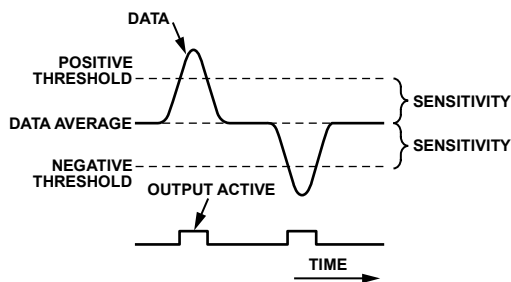 DATA
POSITIVE
THRESHOLD
SENSITIVITY
DATA AVERAGE
SENSITIVITY
NEGATIVE
THRESHOLD
OUTPUT ACTIVE
TIME